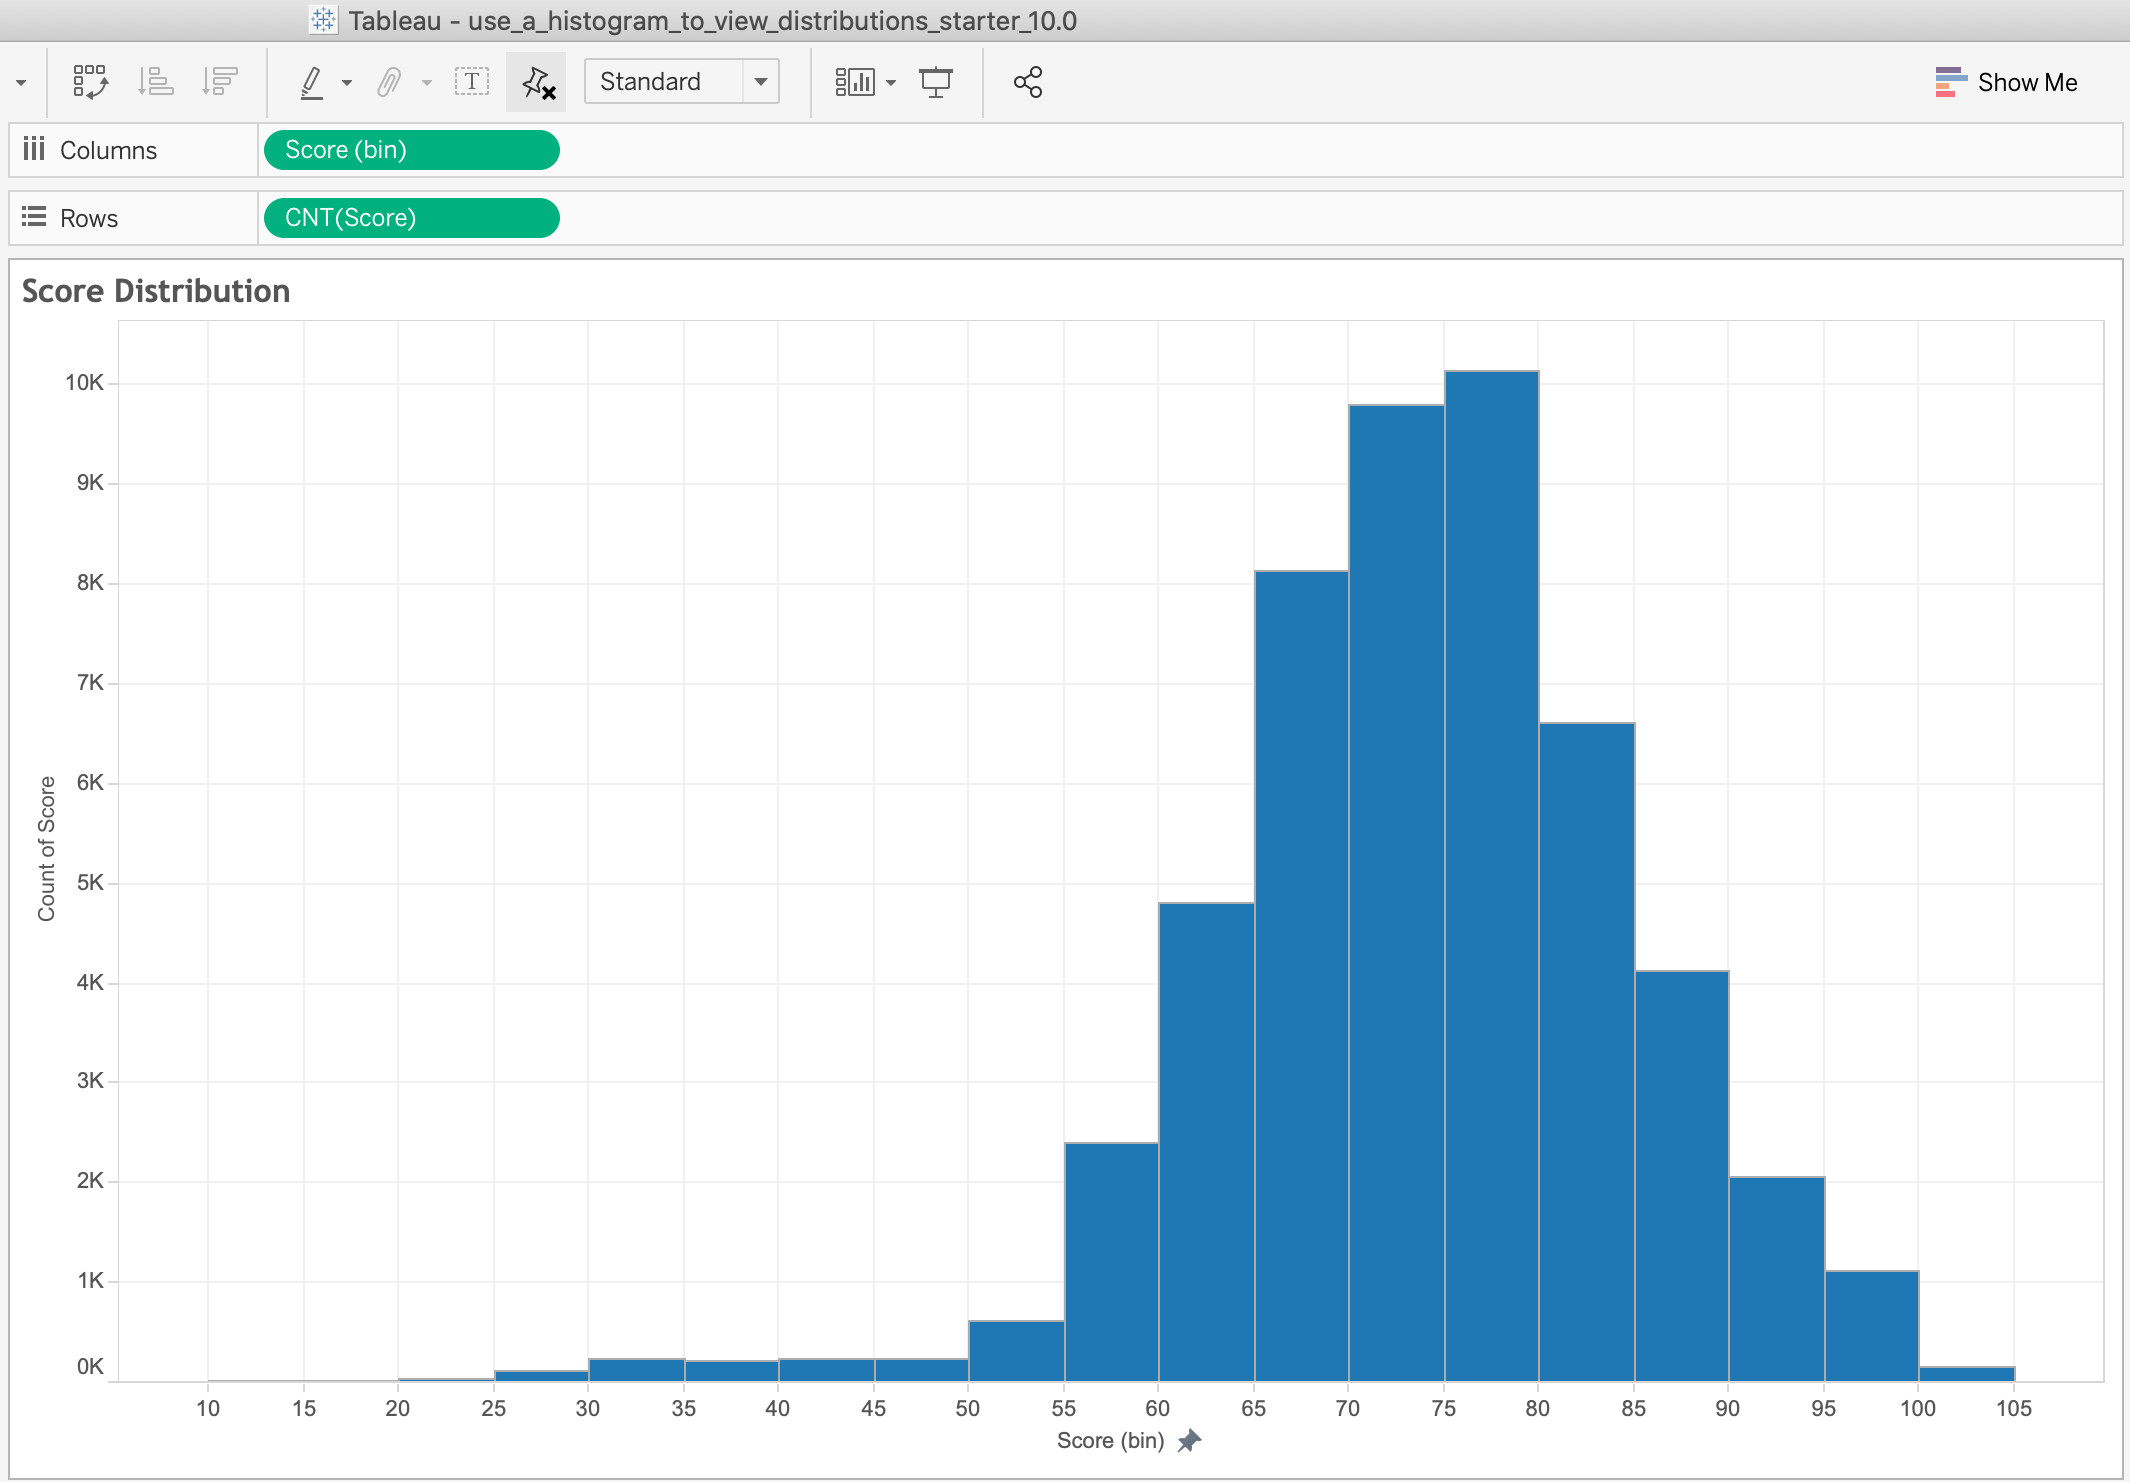 Tableau - use_a_histogram_to_view_distributions_starter_10.0
T Standard Show Me
Columns Score (bin)
Rows CNT(Score)
Score Distribution
10K
9K
8K
7K
6K
5K
4K
3K
2K
1K
0K
Count of Score
10 15 20 25 30 35 40 45 50 55 60 65 70 75 80 85 90 95 100 105
Score (bin)